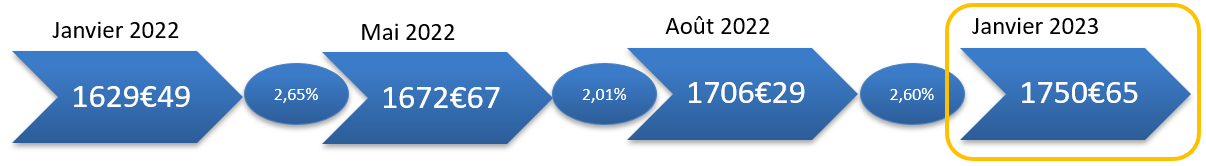 Janvier 2022
Mai 2022
Août 2022
Janvier 2023
1629€49
2,65%
1672€67
2,01%
1706€29
2,60%
1750€65